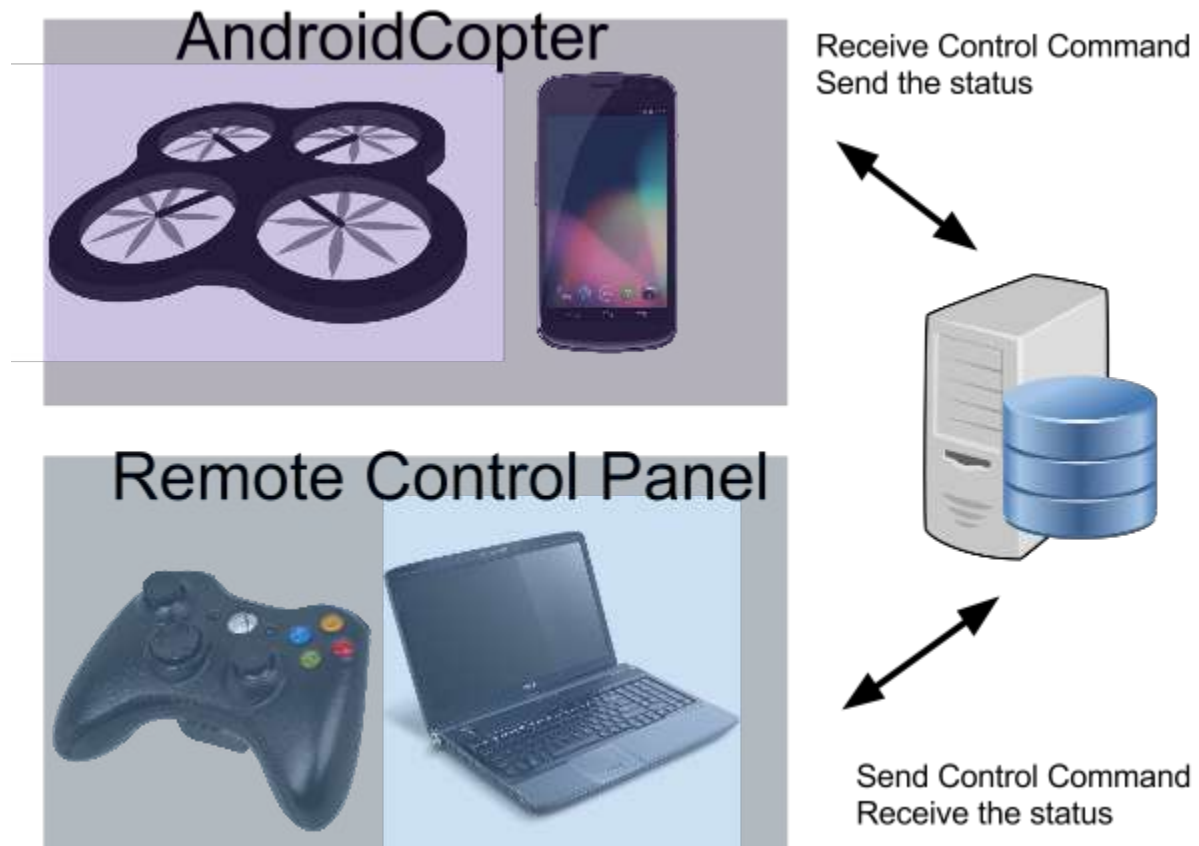 AndroidCopter
Receive Control Command
Send the status
Remote Control Panel
Send Control Command
Receive the status